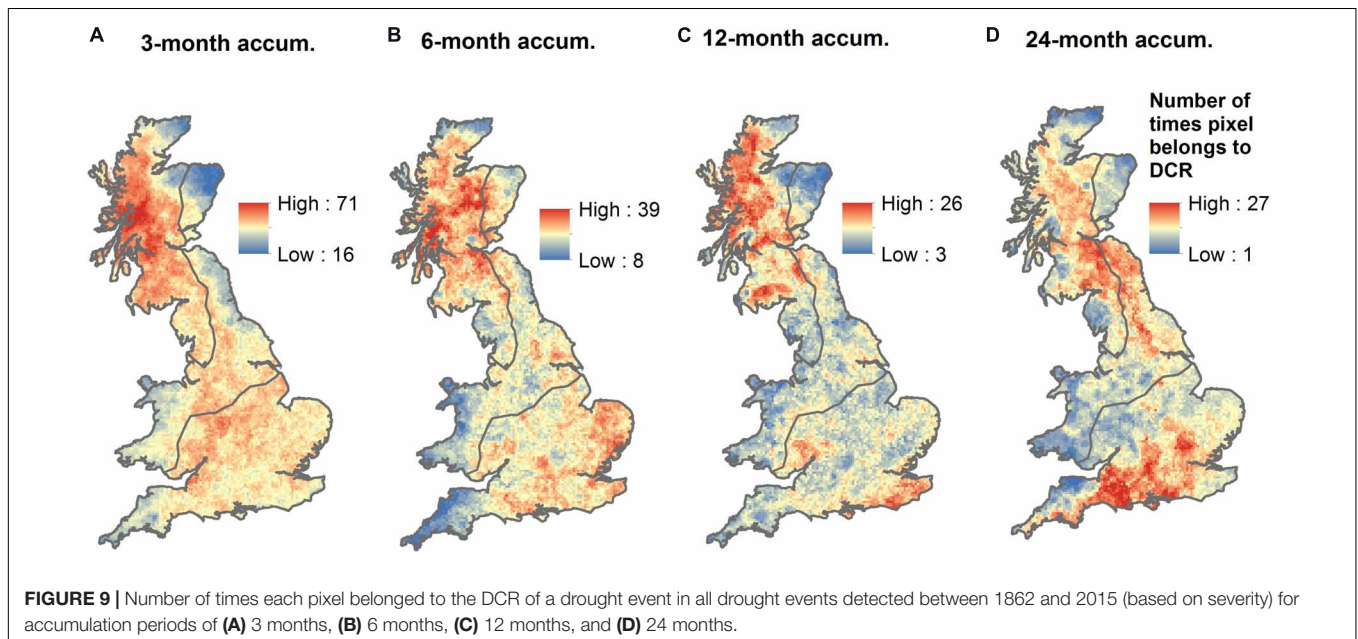 A 3-month accum.
B 6-month accum.
C 12-month accum.
D 24-month accum.
High : 71
Low : 16
High : 39
Low : 8
High : 26
Low : 3
Number of
times pixel
belongs to
DCR
High : 27
Low : 1
FIGURE 9 | Number of times each pixel belonged to the DCR of a drought event in all drought events detected between 1862 and 2015 (based on severity) for
accumulation periods of (A) 3 months, (B) 6 months, (C) 12 months, and (D) 24 months.